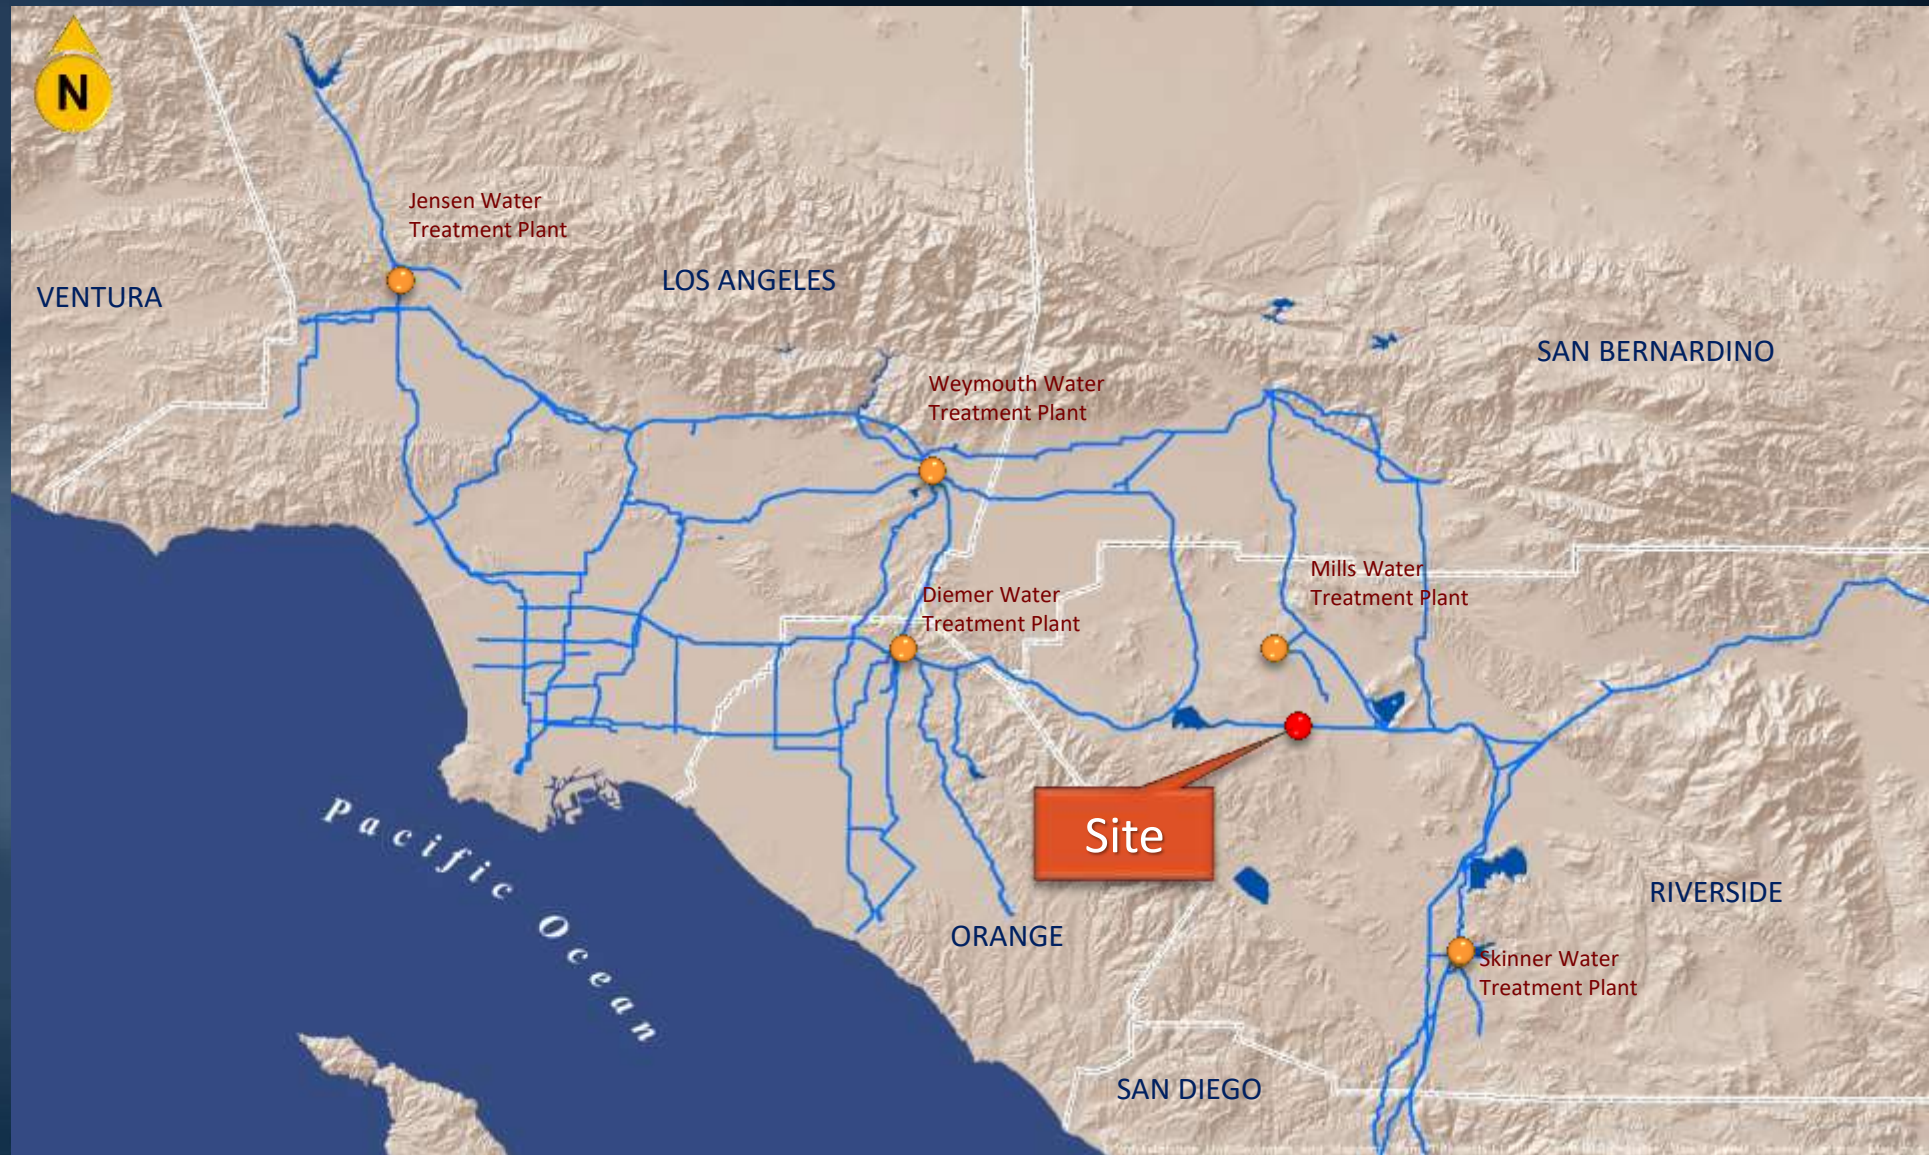 N
Jensen Water
Treatment Plant
LOS ANGELES
VENTURA
SAN BERNARDINO
Weymouth Water
Treatment Plant
Mills Water
Treatment Plant
Diemer Water
Treatment Plant
Site
Pacific Ocean
RIVERSIDE
ORANGE
Skinner Water
Treatment Plant
SAN DIEGO